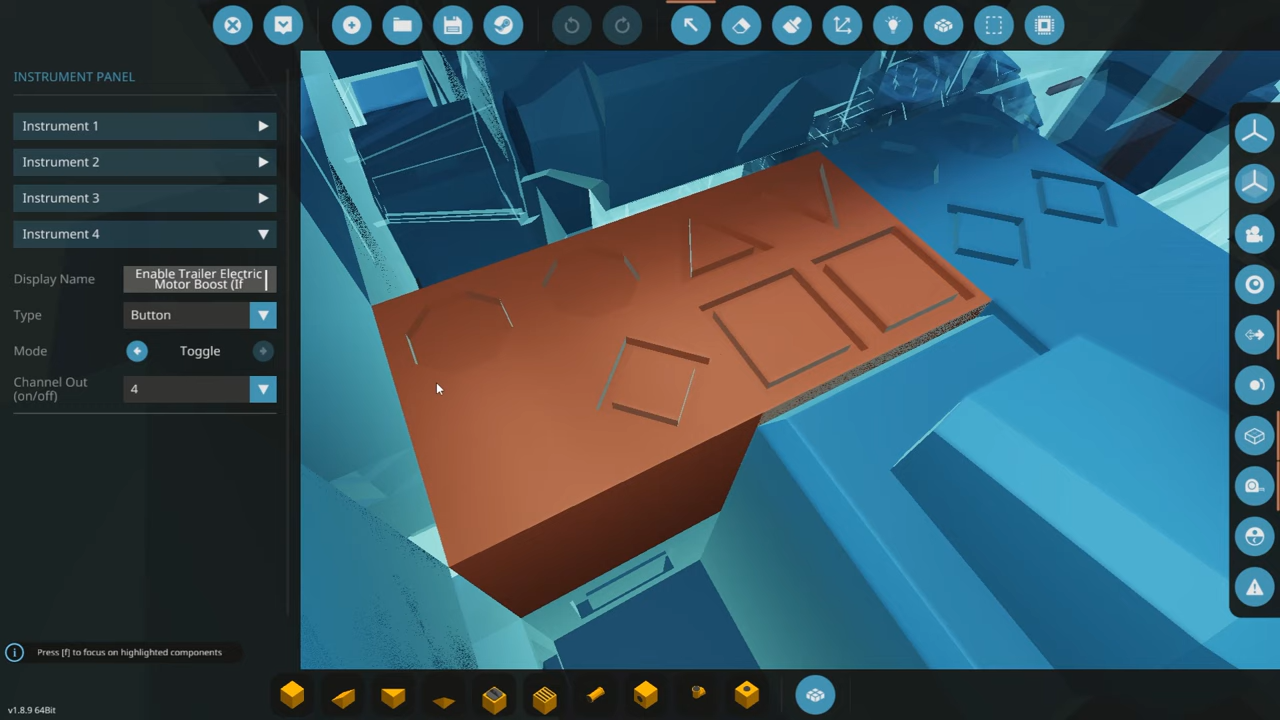 INSTRUMENT PANEL
Instrument 1
Instrument 2
Instrument 3
Instrument 4
Display Name
Enable Trailer Electric
Motor Boost (If
Type
Button
Mode
Toggle
Channel Out
(on/off)
4
Press [f] to focus on highlighted components
v1.8.9 64Bit